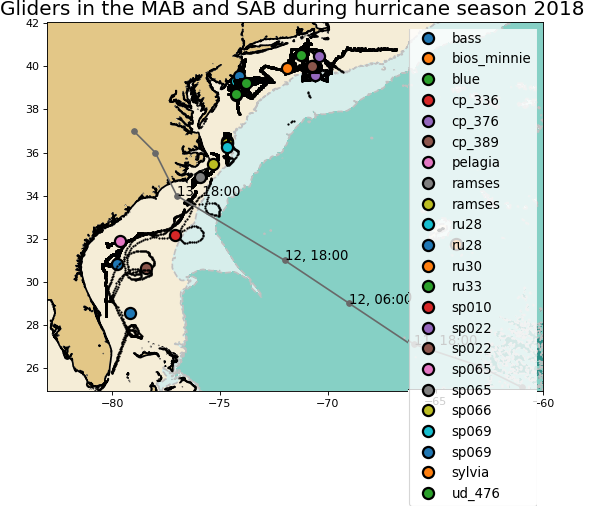 Gliders in the MAB and SAB during hurricane season 2018
42
40
38
36
34
32
30
28
26
−80
−75
−70
−65
−60
13, 18:00
12, 18:00
12, 06:00
18:00
bass
bios_minnie
blue
cp_336
cp_376
cp_389
pelagia
ramses
ramses
ru28
ru28
ru30
ru33
sp010
sp022
sp022
sp065
sp065
sp066
sp069
sp069
sylvia
ud_476